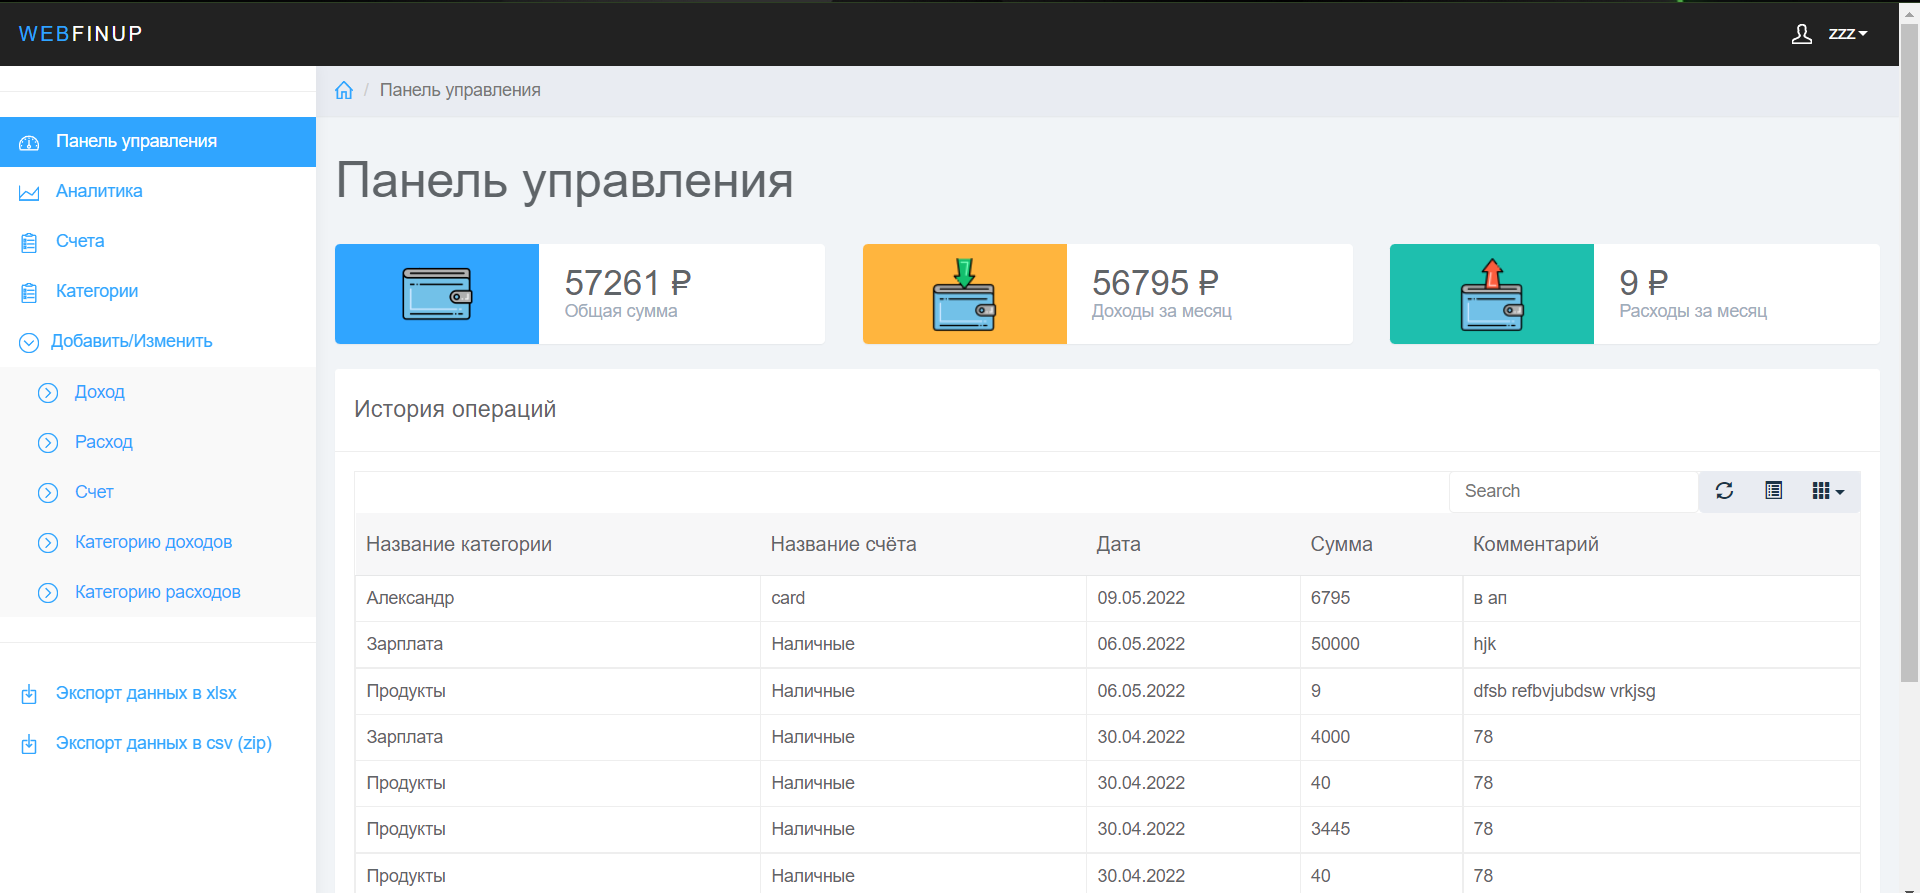 WEBFINUP
zzz
Панель управления
Аналитика
Счета
Категории
Добавить/Изменить
Доход
Расход
Счет
Категорию доходов
Категорию расходов
Экспорт данных в xlsx
Экспорт данных в csv (zip)
/ Панель управления
Панель управления
57261 ₽
Общая сумма
56795 ₽
Доходы за месяц
9 ₽
Расходы за месяц
История операций
Search
Название категории Название счёта Дата Сумма Комментарий
Александр card 09.05.2022 6795 в ап
Зарплата Наличные 06.05.2022 50000 hjk
Продукты Наличные 06.05.2022 9 dfsb refbvjubdsw vrkjsg
Зарплата Наличные 30.04.2022 4000 78
Продукты Наличные 30.04.2022 40 78
Продукты Наличные 30.04.2022 3445 78
Продукты Наличные 30.04.2022 40 78